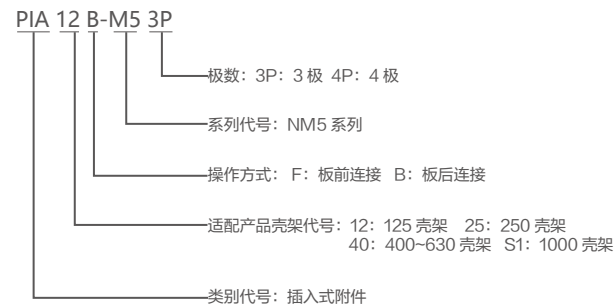 PIA 12 B-M5 3P
极数：3P：3 极 4P：4 极
系列代号：NM5 系列
操作方式： F：板前连接 B：板后连接
适配产品壳架代号：12：125 壳架 25：250 壳架
40：400~630 壳架 S1：1000 壳架
类别代号：插入式附件